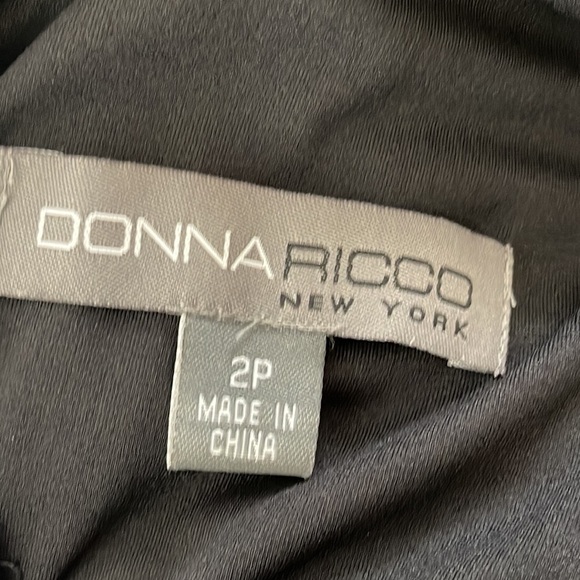 DONNA RICCO
NEW YORK
2P
MADE IN
CHINA